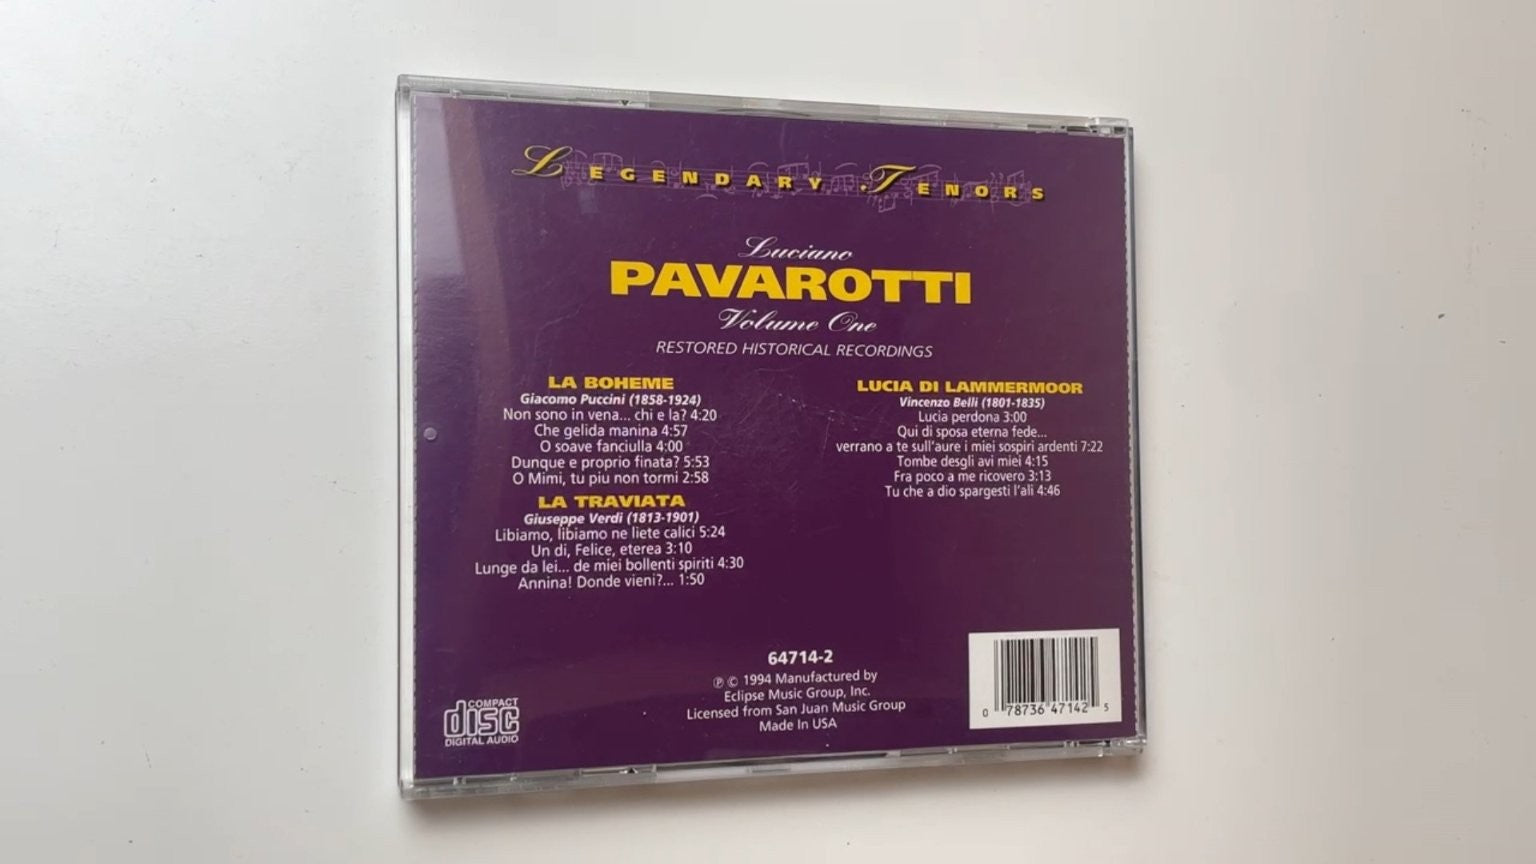 LEGENDARY TENORS
Luciano
PAVAROTTI
Volume One
RESTORED HISTORICAL RECORDINGS
LA BOHEME
Giacomo Puccini (1858-1924)
Non sono in vena... chi e la? 4:20
Che gelida manina 4:57
O soave fanciulla 4:00
Dunque e proprio finata? 5:53
O Mimi, tu piu non tormi 2:58
LA TRAVIATA
Giuseppe Verdi (1813-1901)
Libiamo, libiamo ne liete calici 5:24
Un di, Felice, eterea 3:10
Lunge da lei... de miei bollenti spiriti 4:30
Annina! Donde vieni?... 1:50
LUCIA DI LAMMERMOOR
Vincenzo Belli (1801-1835)
Lucia perdona 3:00
Qui di sposa eterna fede...
verrano a te sull'aure i miei sospiri ardenti 7:22
Tombe desgli avi miei 4:15
Fra poco a me ricovero 3:13
Tu che a dio spargesti l'ali 4:46
64714-2
℗ © 1994 Manufactured by
Eclipse Music Group, Inc.
Licensed from San Juan Music Group
Made In USA
COMPACT
disc
DIGITAL AUDIO
0 78736 47142 5